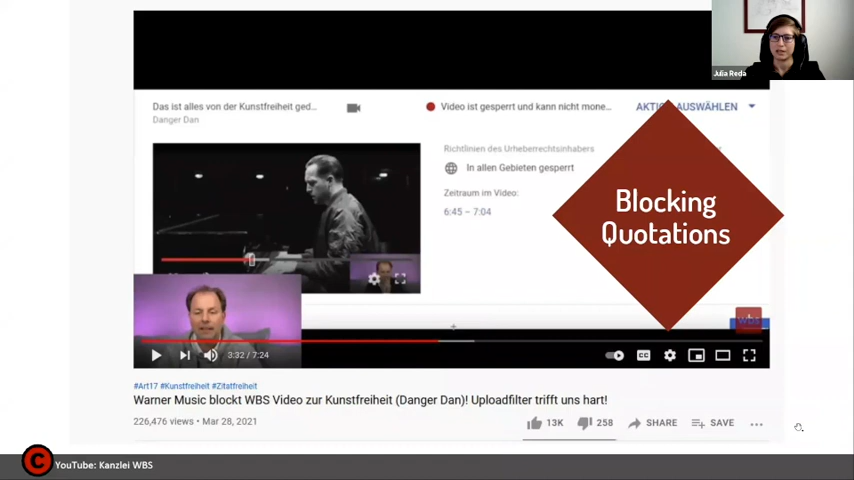 Julia Reda
Das ist alles von der Kunstfreiheit ged...
Danger Dan
Video ist gesperrt und kann nicht mone...
AKTIO AUSWÄHLEN
Richtlinien des Urheberrechtsinhabers
In allen Gebieten gesperrt
Zeitraum im Video:
6:45 – 7:04
Blocking
Quotations
WBS
3:32 / 7:24
CC
#Art17 #Kunstfreiheit #Zitatfreiheit
Warner Music blockt WBS Video zur Kunstfreiheit (Danger Dan)! Uploadfilter trifft uns hart!
226,476 views • Mar 28, 2021
13K
258
SHARE
SAVE
C
YouTube: Kanzlei WBS